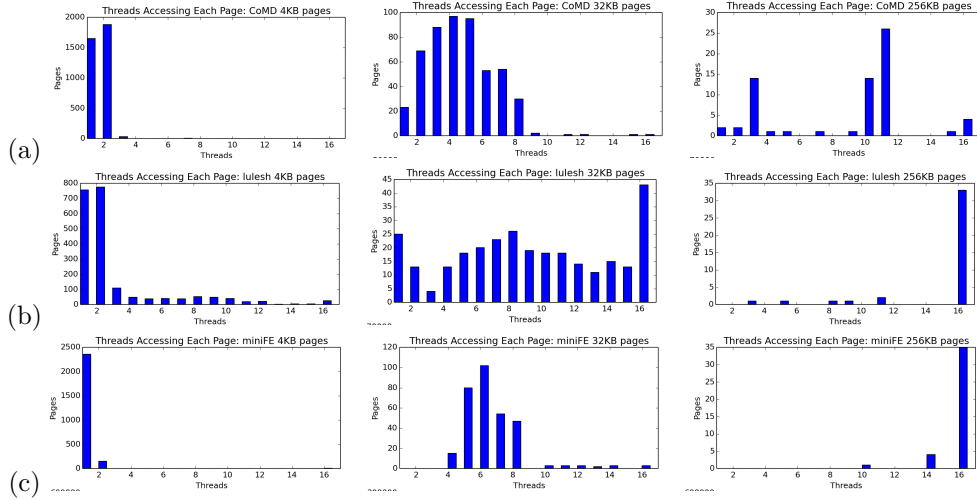 Threads Accessing Each Page: CoMD 4KB pages
2000
1500
1000
500
0
Pages
2 4 6 8 10 12 14 16
Threads
Threads Accessing Each Page: CoMD 32KB pages
100
80
60
40
20
0
Pages
2 4 6 8 10 12 14 16
Threads
Threads Accessing Each Page: CoMD 256KB pages
30
25
20
15
10
5
0
Pages
2 4 6 8 10 12 14 16
Threads
(a)
Threads Accessing Each Page: lulesh 4KB pages
800
700
600
500
400
300
200
100
0
Pages
2 4 6 8 10 12 14 16
Threads
Threads Accessing Each Page: lulesh 32KB pages
45
40
35
30
25
20
15
10
5
0
Pages
2 4 6 8 10 12 14 16
Threads
Threads Accessing Each Page: lulesh 256KB pages
35
30
25
20
15
10
5
0
Pages
2 4 6 8 10 12 14 16
Threads
(b)
Threads Accessing Each Page: miniFE 4KB pages
2500
2000
1500
1000
500
0
Pages
2 4 6 8 10 12 14 16
Threads
Threads Accessing Each Page: miniFE 32KB pages
120
100
80
60
40
20
0
Pages
2 4 6 8 10 12 14 16
Threads
Threads Accessing Each Page: miniFE 256KB pages
35
30
25
20
15
10
5
0
Pages
2 4 6 8 10 12 14 16
Threads
(c)